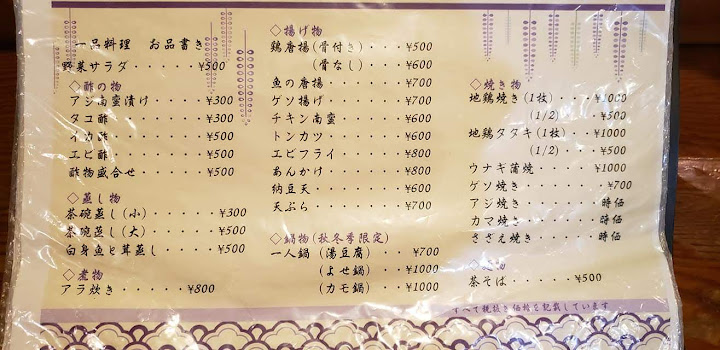 一品料理　お品書き
野菜サラダ・・・・¥500
◇酢の物
アジ南蛮漬け・・・・¥300
タコ酢・・・・・・・¥300
イカ酢・・・・・・・¥500
エビ酢・・・・・・・¥500
酢物盛合せ・・・・・¥500
◇蒸し物
茶碗蒸し(小)・・・・¥300
茶碗蒸し(大)・・・・¥500
白身魚と茸蒸し・・・¥500
◇煮物
アラ炊き・・・・・¥800
◇揚げ物
鶏唐揚(骨付き)・・・・¥500
(骨なし)・・・・¥600
魚の唐揚・・・・・・¥700
ゲソ揚げ・・・・・・¥700
チキン南蛮・・・・・¥600
トンカツ・・・・・・¥600
エビフライ・・・・・¥800
あんかけ・・・・・・¥800
納豆天・・・・・・・¥600
天ぷら・・・・・・・¥700
◇鍋物(秋冬季限定)
一人鍋(湯豆腐)・・・¥700
(よせ鍋)・・・¥1000
(カモ鍋)・・・¥1000
◇焼き物
地鶏焼き(1枚)・・・¥1000
(1/2)・・・¥500
地鶏タタキ(1枚)・・¥1000
(1/2)・・・¥500
ウナギ蒲焼・・・・¥1000
ゲソ焼き・・・・・・¥700
アジ焼き・・・・・時価
カマ焼き・・・・・時価
さざえ焼き・・・・時価
物
茶そば・・・・・・¥500
すべて税抜き価格を記載しています